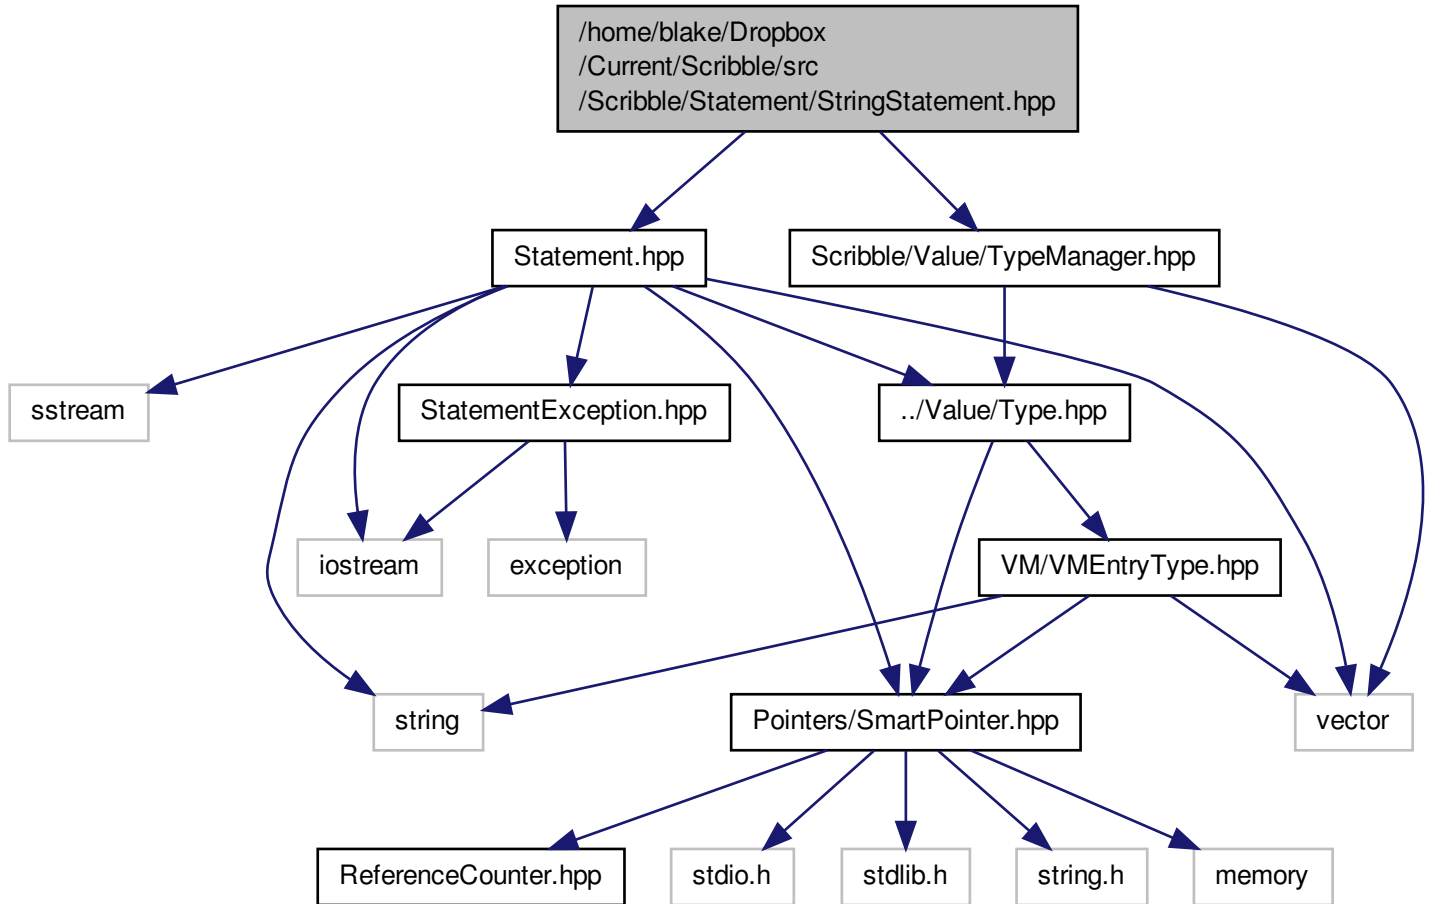 /home/blake/Dropbox
/Current/Scribble/src
/Scribble/Statement/StringStatement.hpp
Statement.hpp
Scribble/Value/TypeManager.hpp
sstream
StatementException.hpp
../Value/Type.hpp
iostream
exception
VM/VMEntryType.hpp
string
Pointers/SmartPointer.hpp
vector
ReferenceCounter.hpp
stdio.h
stdlib.h
string.h
memory